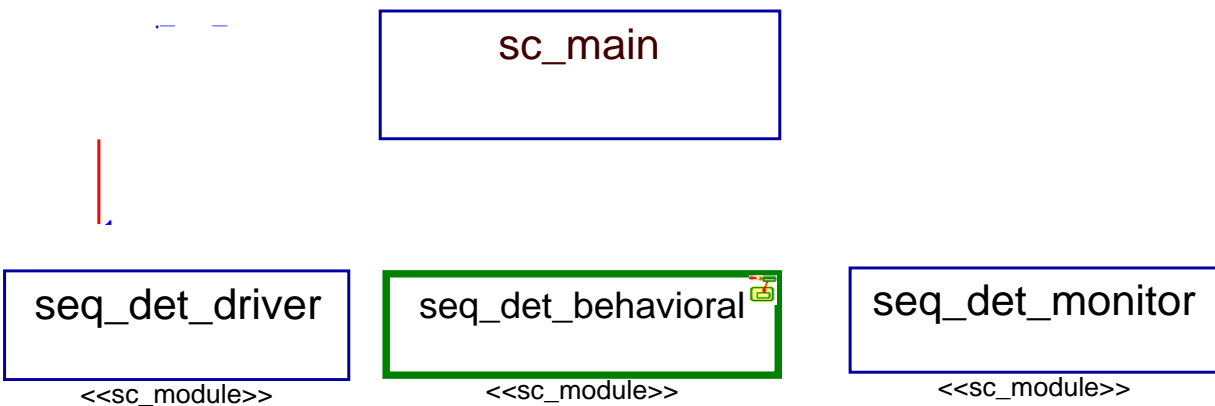 sc_main
seq_det_driver
seq_det_behavioral
seq_det_monitor
<<sc_module>>
<<sc_module>>
<<sc_module>>